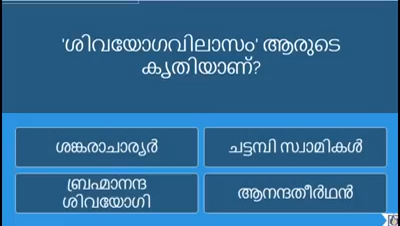 'ശിവയോഗവിലാസം' ആരുടെ
കൃതിയാണ്?
ശങ്കരാചാര്യർ
ചട്ടമ്പി സ്വാമികൾ
ബ്രഹ്മാനന്ദ
ശിവയോഗി
ആനന്ദതീർഥൻ